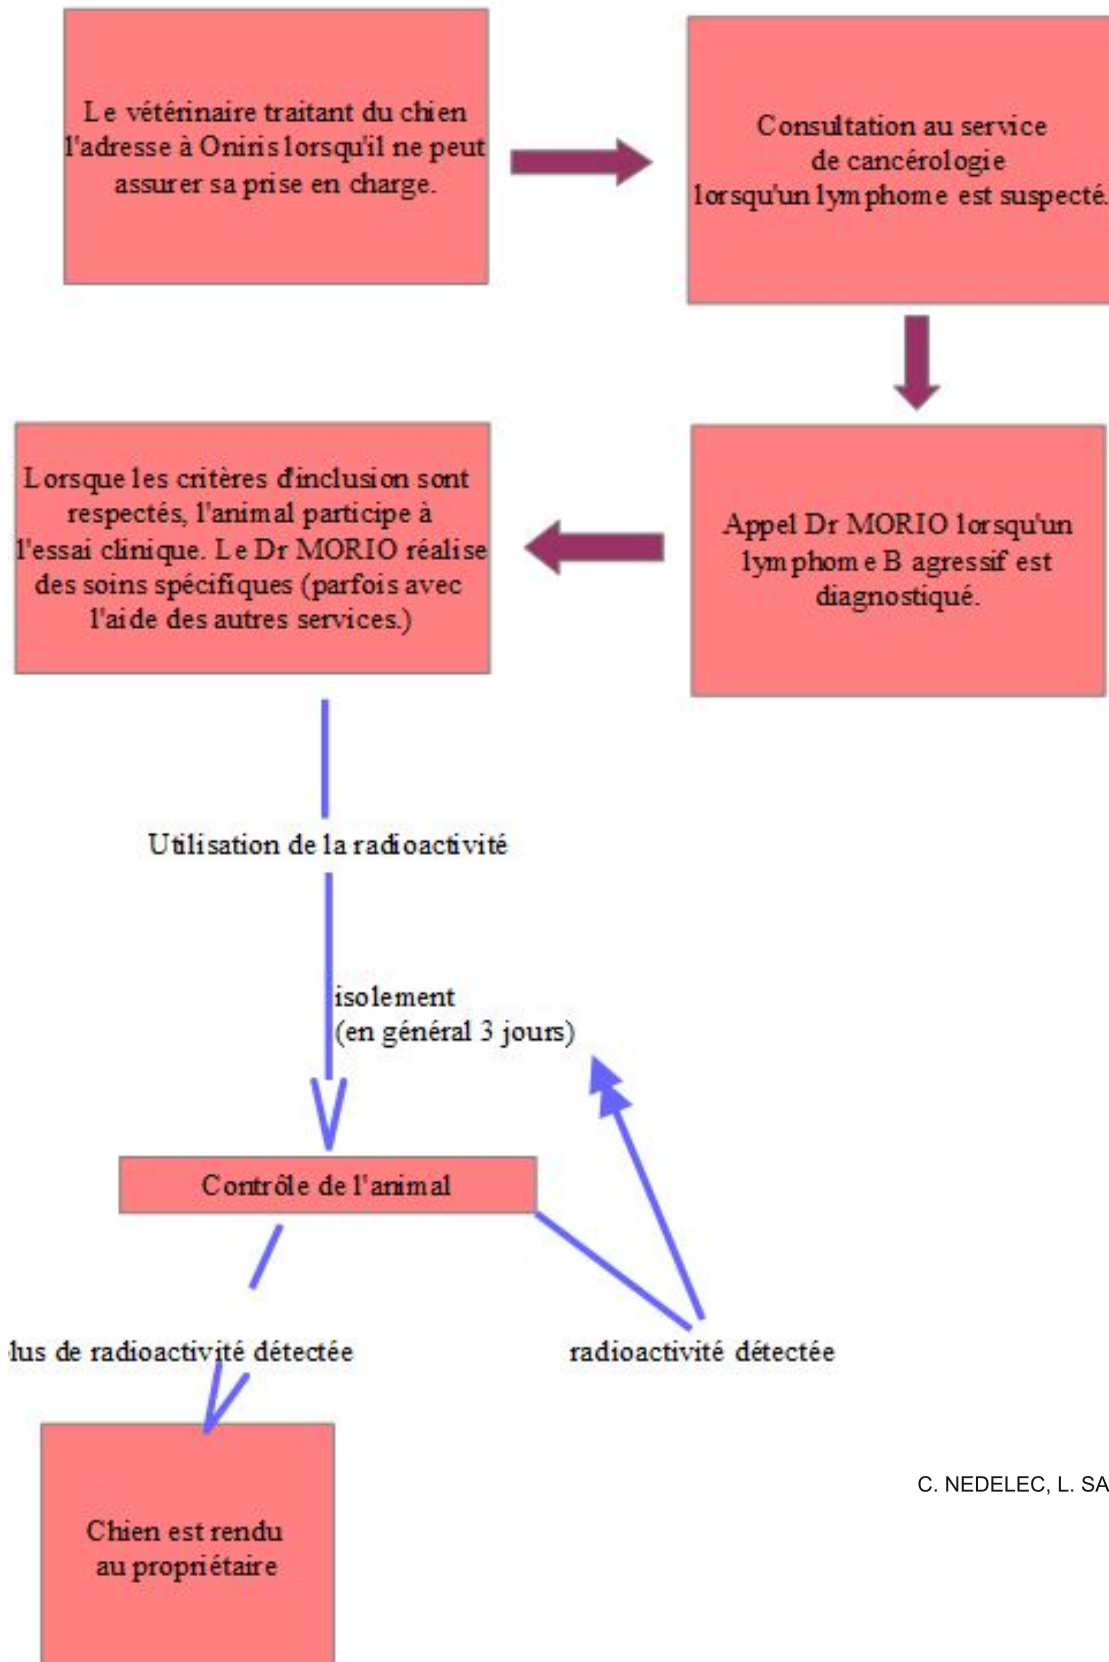 Le vétérinaire traitant du chien
l'adresse à Oniris lorsqu'il ne peut
assurer sa prise en charge.
Consultation au service
de cancérologie
lorsqu'un lymphome est suspecté.
Appel Dr MORIO lorsqu'un
lymphome B agressif est
diagnostiqué.
Lorsque les critères d'inclusion sont
respectés, l'animal participe à
l'essai clinique. Le Dr MORIO réalise
des soins spécifiques (parfois avec
l'aide des autres services.)
Utilisation de la radioactivité
isolement
(en général 3 jours)
Contrôle de l'animal
lus de radioactivité détectée
radioactivité détectée
Chien est rendu
au propriétaire
C. NEDELEC, L. SA